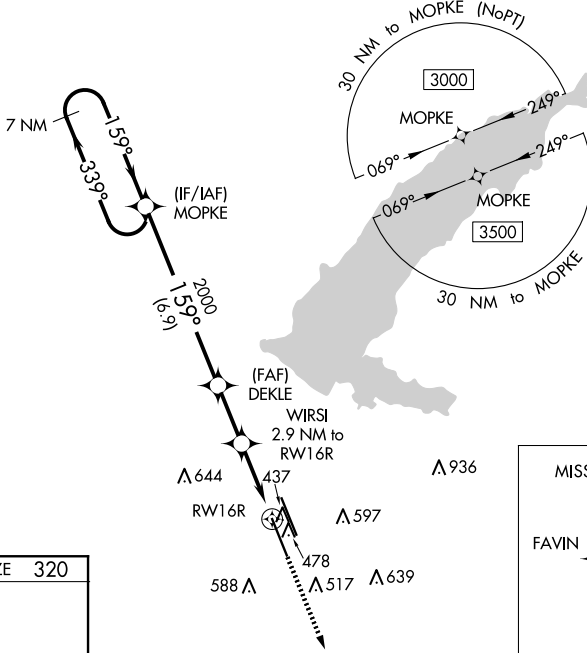 30 NM to MOPKE (NoPT)
3000
MOPKE
249°
069°
249°
069°
MOPKE
3500
30 NM to MOPKE
7 NM
159°
339°
(IF/IAF)
MOPKE
2000
159°
(6.9)
(FAF)
DEKLE
WIRSI
2.9 NM to
RW16R
644
437
936
RW16R
597
478
588
517
639
MISS
FAVIN
ZE 320